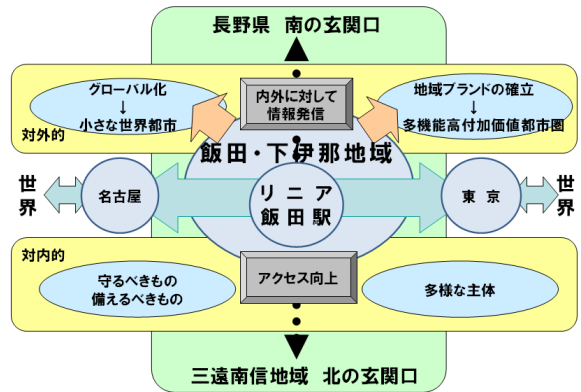 長野県 南の玄関口
グローバル化
↓
小さな世界都市
内外に対して
情報発信
地域ブランドの確立
↓
多機能高付加価値都市圏
対外的
飯田・下伊那地域
世界
名古屋
リニア
飯田駅
東 京
世界
対内的
守るべきもの
備えるべきもの
アクセス向上
多様な主体
三遠南信地域 北の玄関口